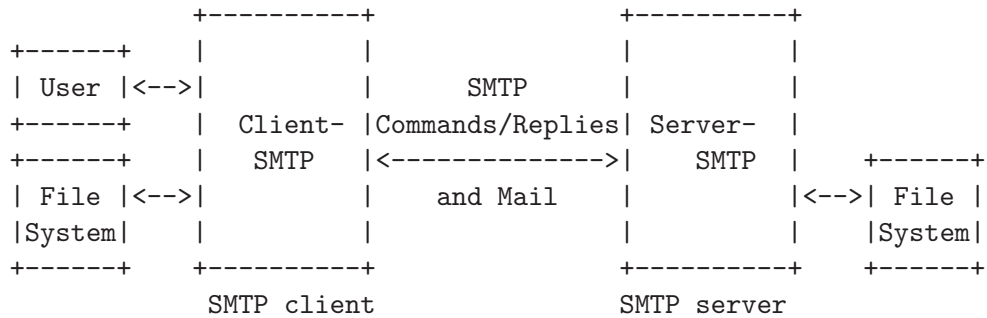 +----------+                +----------+
+------+    |          |                |          |
| User |<-->|          |      SMTP      |          |
+------+    |  Client- |Commands/Replies| Server-  |
+------+    |   SMTP   |<-------------->|    SMTP  |    +------+
| File |<-->|          |    and Mail    |          |<-->| File |
|System|    |          |                |          |    |System|
+------+    +----------+                +----------+    +------+
             SMTP client                SMTP server